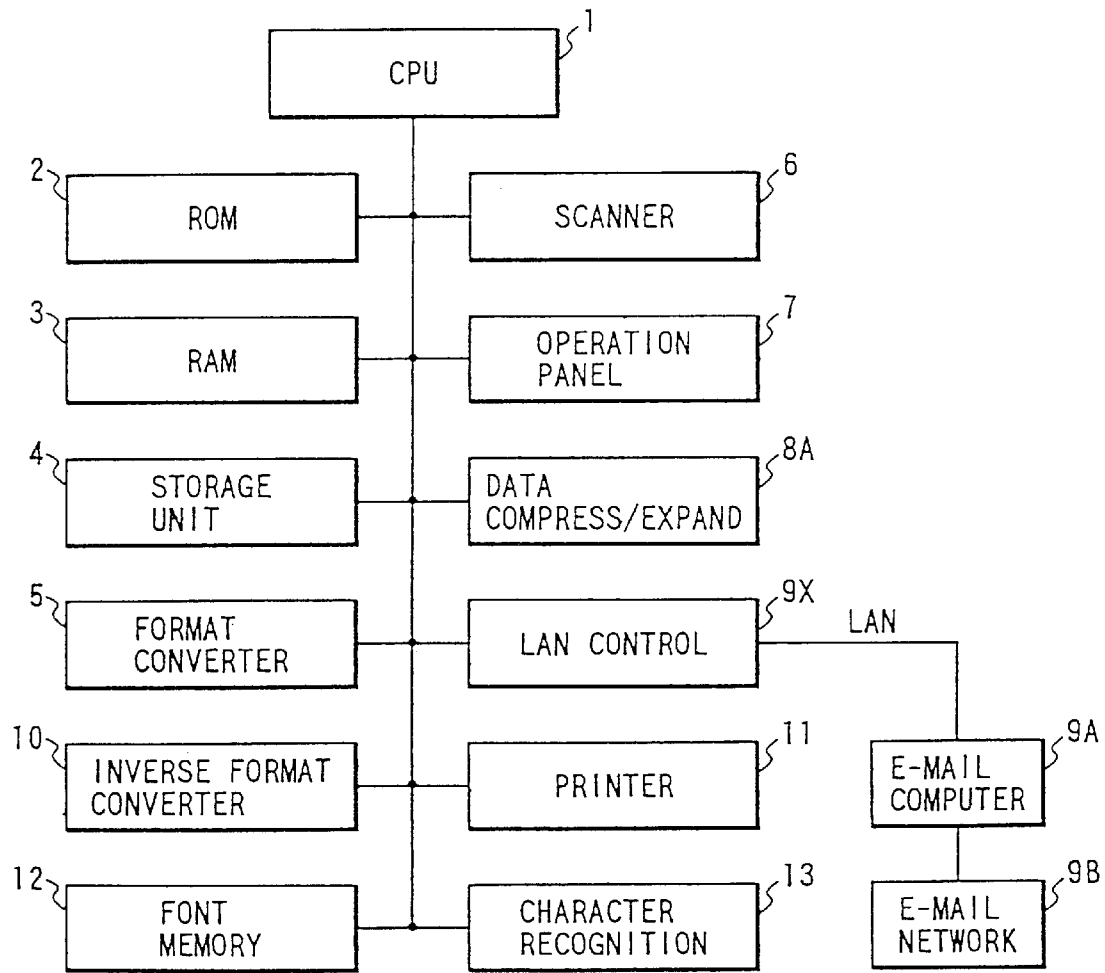 1
CPU
2
ROM
6
SCANNER
3
RAM
7
OPERATION
PANEL
4
STORAGE
UNIT
8A
DATA
COMPRESS/EXPAND
5
FORMAT
CONVERTER
9X
LAN CONTROL
LAN
10
INVERSE FORMAT
CONVERTER
11
PRINTER
9A
E-MAIL
COMPUTER
12
FONT
MEMORY
13
CHARACTER
RECOGNITION
9B
E-MAIL
NETWORK